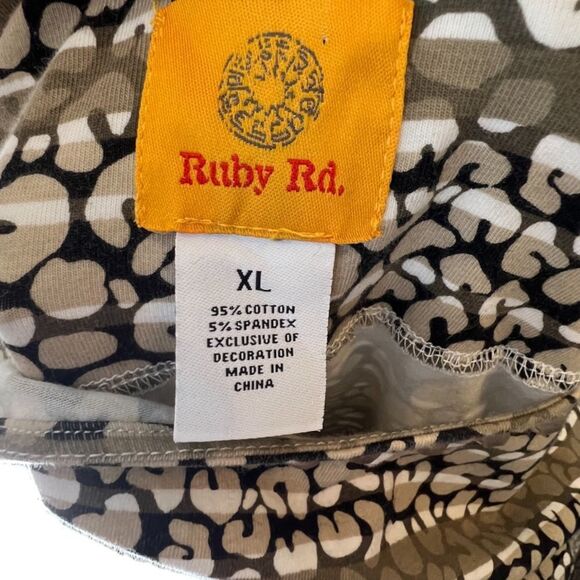 Ruby Rd.
XL
95% COTTON
5% SPANDEX
EXCLUSIVE OF
DECORATION
MADE IN
CHINA